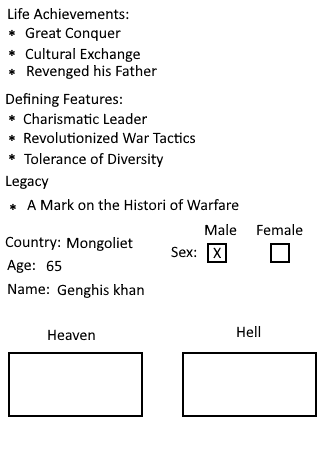 Life Achievements:
* Great Conquer
* Cultural Exchange
* Revenged his Father
Defining Features:
* Charismatic Leader
* Revolutionized War Tactics
* Tolerance of Diversity
Legacy
* A Mark on the Histori of Warfare
Male Female
Country: Mongoliet
Sex: X
Age: 65
Name: Genghis khan
Heaven
Hell